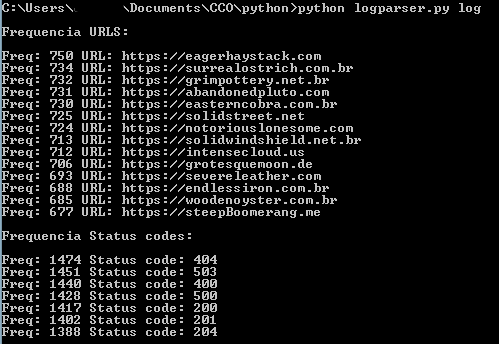 C:\Users\ \Documents\CCO\python>python logparser.py log
Frequencia URLS:
Freq: 750 URL: https://eagerhaystack.com
Freq: 734 URL: https://surrealostrich.com.br
Freq: 732 URL: https://grimpottery.net.br
Freq: 731 URL: https://abandonedpluto.com
Freq: 730 URL: https://easterncobra.com.br
Freq: 725 URL: https://solidstreet.net
Freq: 724 URL: https://notoriouslonesome.com
Freq: 713 URL: https://solidwindshield.net.br
Freq: 712 URL: https://intensecloud.us
Freq: 706 URL: https://grotesquemoon.de
Freq: 693 URL: https://severeleather.com
Freq: 688 URL: https://endlessiron.com.br
Freq: 685 URL: https://woodenoyster.com.br
Freq: 677 URL: https://steepBoomerang.me
Frequencia Status codes:
Freq: 1474 Status code: 404
Freq: 1451 Status code: 503
Freq: 1440 Status code: 400
Freq: 1428 Status code: 500
Freq: 1417 Status code: 200
Freq: 1402 Status code: 201
Freq: 1388 Status code: 204